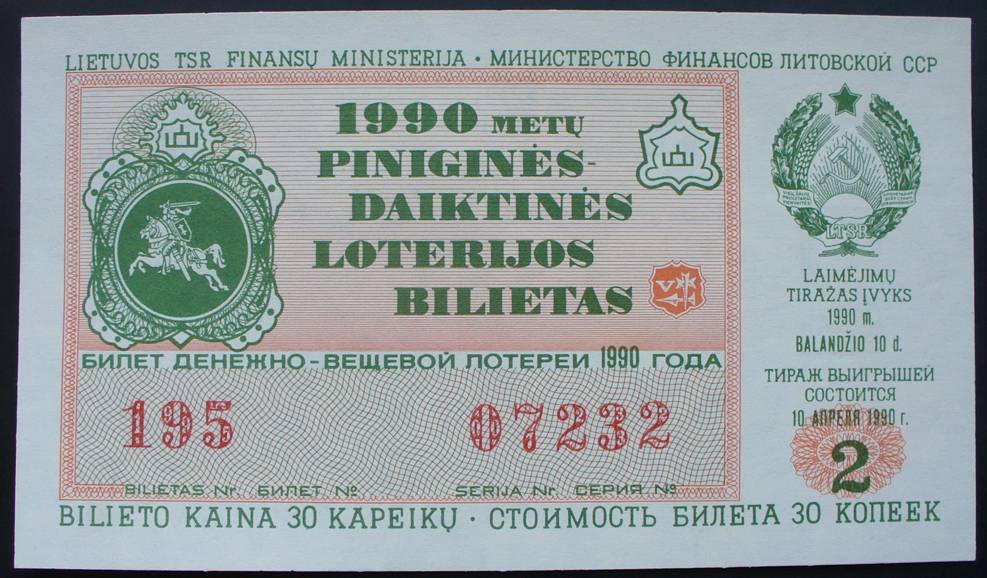 LIETUVOS TSR FINANSŲ MINISTERIJA · МИНИСТЕРСТВО ФИНАНСОВ ЛИТОВСКОЙ ССР
1990 METŲ
PINIGINĖS-
DAIKTINĖS
LOTERIJOS
BILIETAS
БИЛЕТ ДЕНЕЖНО-ВЕЩЕВОЙ ЛОТЕРЕИ 1990 ГОДА
195 07232
BILIETAS Nr. БИЛЕТ № SERIJA Nr. СЕРИЯ №
BILIETO KAINA 30 KAPEIKŲ · СТОИМОСТЬ БИЛЕТА 30 КОПЕЕК
LTSR
LAIMĖJIMŲ
TIRAŽAS ĮVYKS
1990 m.
BALANDŽIO 10 d.
ТИРАЖ ВЫИГРЫШЕЙ
СОСТОИТСЯ
10 АПРЕЛЯ 1990 г.
2